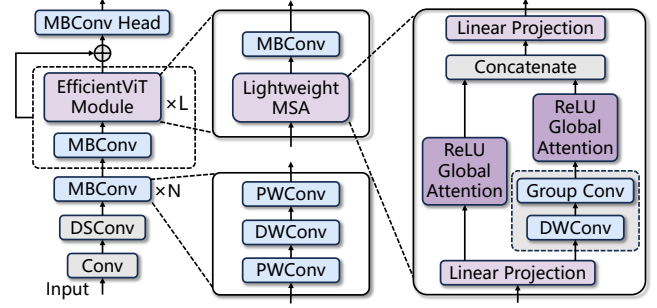 MBConv Head
EfficientViT
Module
×L
MBConv
MBConv
×N
DSConv
Conv
Input
MBConv
Lightweight
MSA
PWConv
DWConv
PWConv
Linear Projection
Concatenate
ReLU
Global
Attention
ReLU
Global
Attention
Group Conv
DWConv
Linear Projection